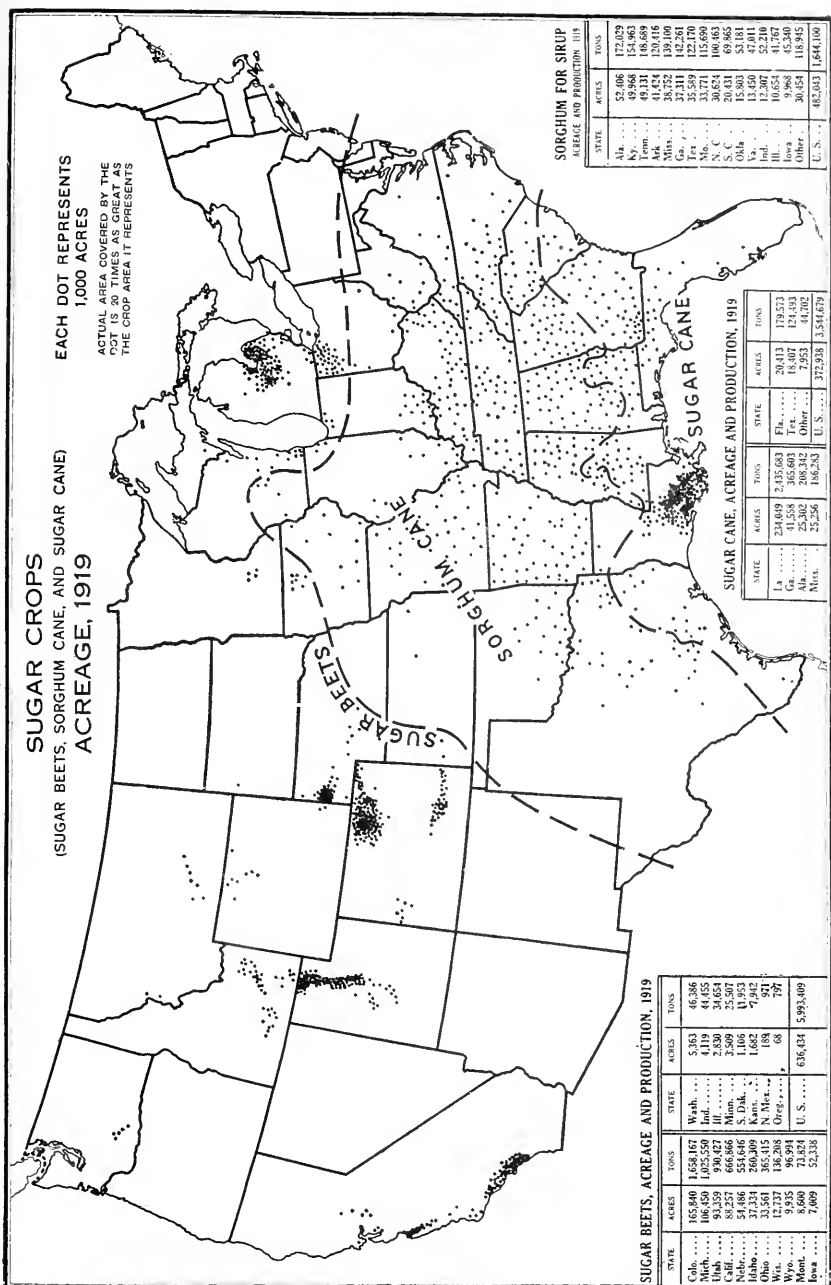 SUGAR CROPS
(SUGAR BEETS, SORGHUM CANE, AND SUGAR CANE)
ACREAGE, 1919
EACH DOT REPRESENTS
1,000 ACRES
ACTUAL AREA COVERED BY THE
DOT IS 20 TIMES AS GREAT AS
THE CROP AREA IT REPRESENTS
SUGAR BEETS
SORGHUM CANE
SUGAR CANE
SUGAR BEETS, ACREAGE AND PRODUCTION, 1919
STATE ACRES TONS STATE ACRES TONS
Colo.... 165,840 1,658,167 Wash.... 5,363 46,386
Mich.... 106,450 1,025,550 Ind...... 4,119 44,455
Utah.... 93,359 930,427 Ill....... 2,830 34,654
Calif.... 88,257 666,866 Minn.... 3,509 25,507
Nebr.... 54,486 554,646 S. Dak... 1,106 11,953
Idaho... 37,334 260,309 Kans.... 1,682 7,942
Ohio.... 33,561 365,415 N. Mex.. 189 971
Wis..... 12,737 136,208 Oreg.... 68 797
Wyo.... 9,935 96,994
Mont.... 8,600 73,824 U. S..... 636,434 5,993,409
Iowa.... 7,009 52,338
SUGAR CANE, ACREAGE AND PRODUCTION, 1919
STATE ACRES TONS STATE ACRES TONS
La....... 234,049 2,435,683 Fla...... 20,413 179,573
Ga...... 41,558 365,603 Tex..... 18,407 124,493
Ala...... 25,302 208,342 Other... 7,953 44,702
Miss..... 25,256 186,283 U. S..... 372,938 3,544,679
SORGHUM FOR SIRUP
ACREAGE AND PRODUCTION 1919
STATE ACRES TONS
Ala.... 52,406 172,029
Ky.... 49,968 154,963
Tenn... 49,131 148,689
Ark... 41,424 120,416
Miss... 38,752 139,100
Ga.... 37,311 142,261
Tex... 35,589 122,170
Mo.... 33,771 115,690
N. C... 30,624 100,463
S. C... 20,431 69,865
Okla... 15,803 53,181
Va.... 13,450 47,011
Ind.... 12,307 52,210
Ill..... 10,654 41,767
Iowa... 9,968 45,340
Other... 30,454 118,945
U. S.... 482,043 1,644,100